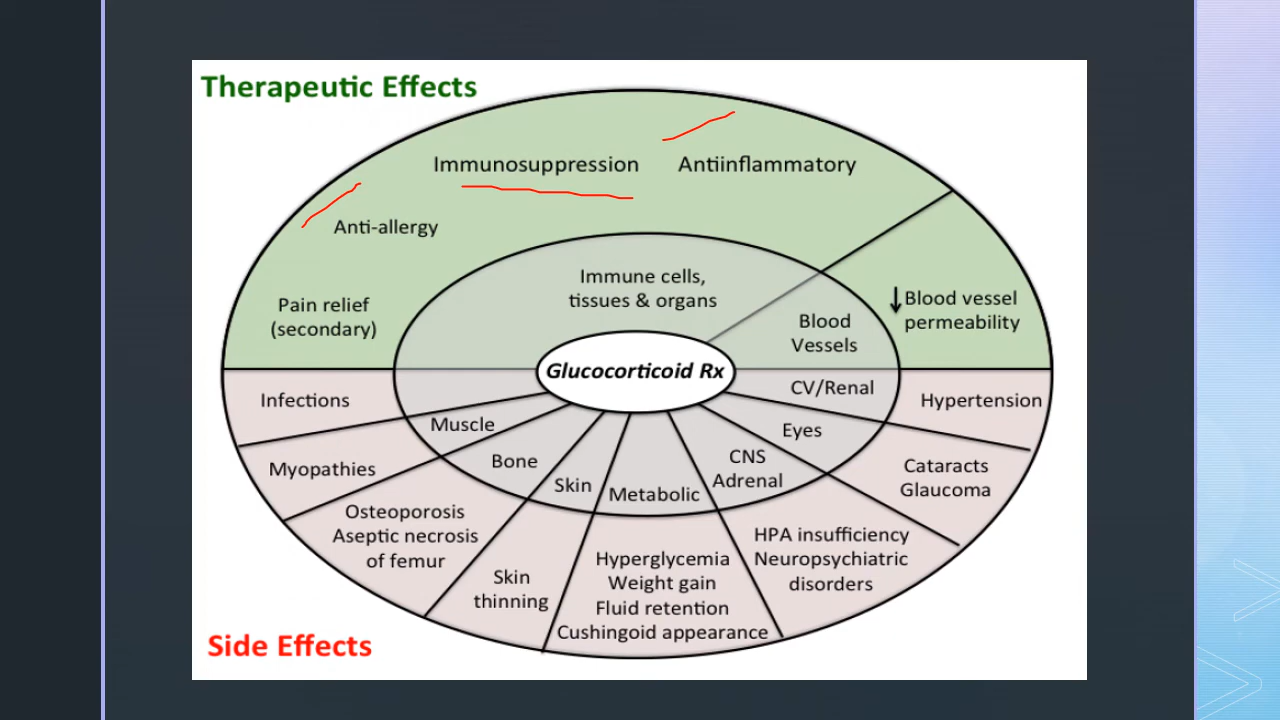 Therapeutic Effects
Immunosuppression
Antiinflammatory
Anti-allergy
Pain relief
(secondary)
Immune cells,
tissues & organs
Blood
Vessels
↓ Blood vessel
permeability
Glucocorticoid Rx
Infections
Muscle
Myopathies
Bone
Osteoporosis
Aseptic necrosis
of femur
Skin
Skin
thinning
Metabolic
Hyperglycemia
Weight gain
Fluid retention
Cushingoid appearance
CNS
Adrenal
HPA insufficiency
Neuropsychiatric
disorders
Eyes
Cataracts
Glaucoma
CV/Renal
Hypertension
Side Effects